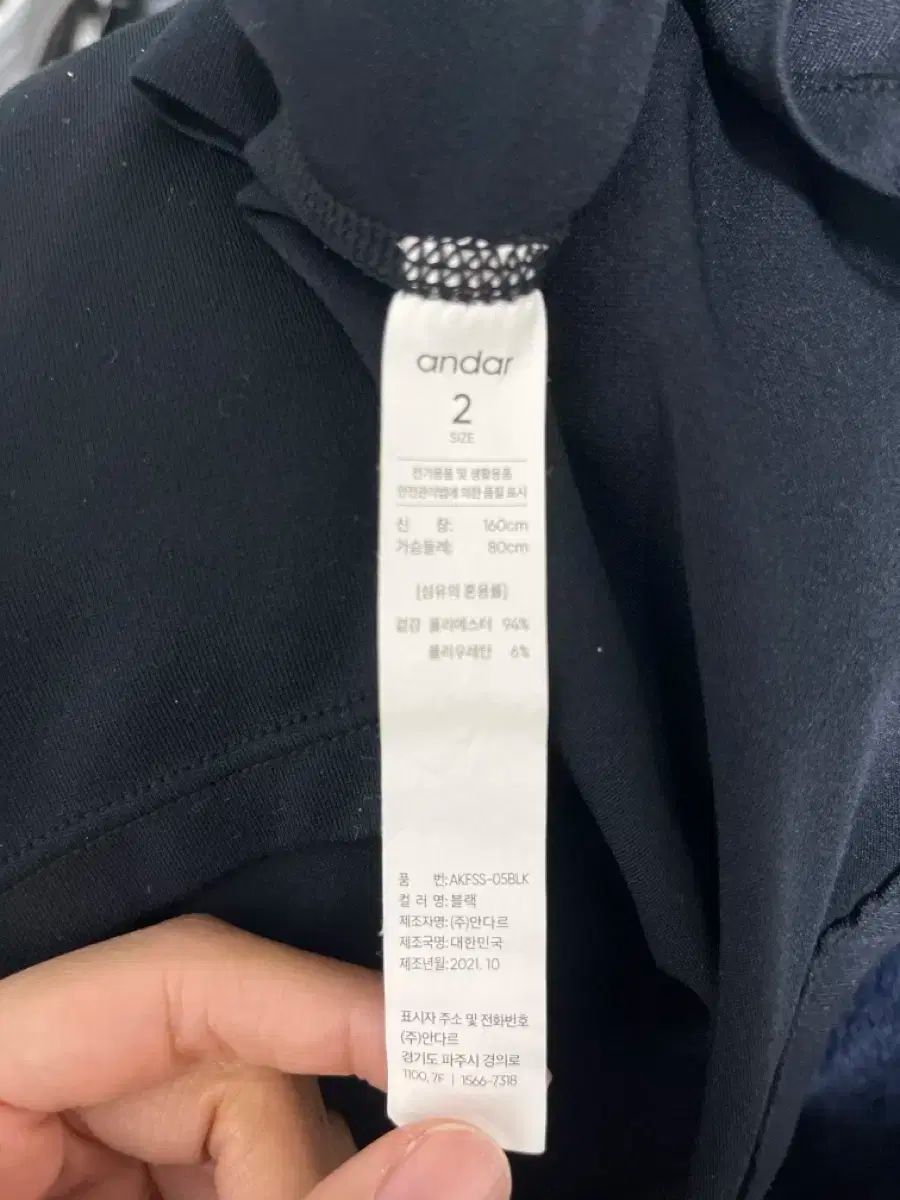 andar
2
SIZE
전기용품 및 생활용품
안전관리법에 의한 품질 표시
신 장: 160cm
가슴둘레: 80cm
(섬유의 혼용률)
겉감 폴리에스터 94%
폴리우레탄 6%
품 번: AKFSS-05BLK
컬 러 명: 블랙
제조자명: (주)안다르
제조국명: 대한민국
제조년월: 2021. 10
표시자 주소 및 전화번호
(주)안다르
경기도 파주시 경의로
1100, 7F | 1566-7318